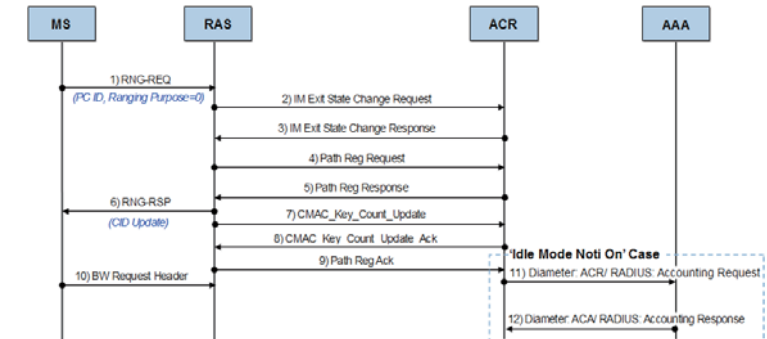 MS RAS ACR AAA
1) RNG-REQ
(PC ID, Ranging Purpose=0)
2) IM Exit State Change Request
3) IM Exit State Change Response
4) Path Reg Request
5) Path Reg Response
6) RNG-RSP
(CID Update)
7) CMAC_Key_Count_Update
8) CMAC_Key_Count_Update_Ack
9) Path Reg Ack
10) BW Request Header
'Idle Mode Noti On' Case
11) Diameter: ACR/ RADIUS: Accounting Request
12) Diameter: ACA/ RADIUS: Accounting Response